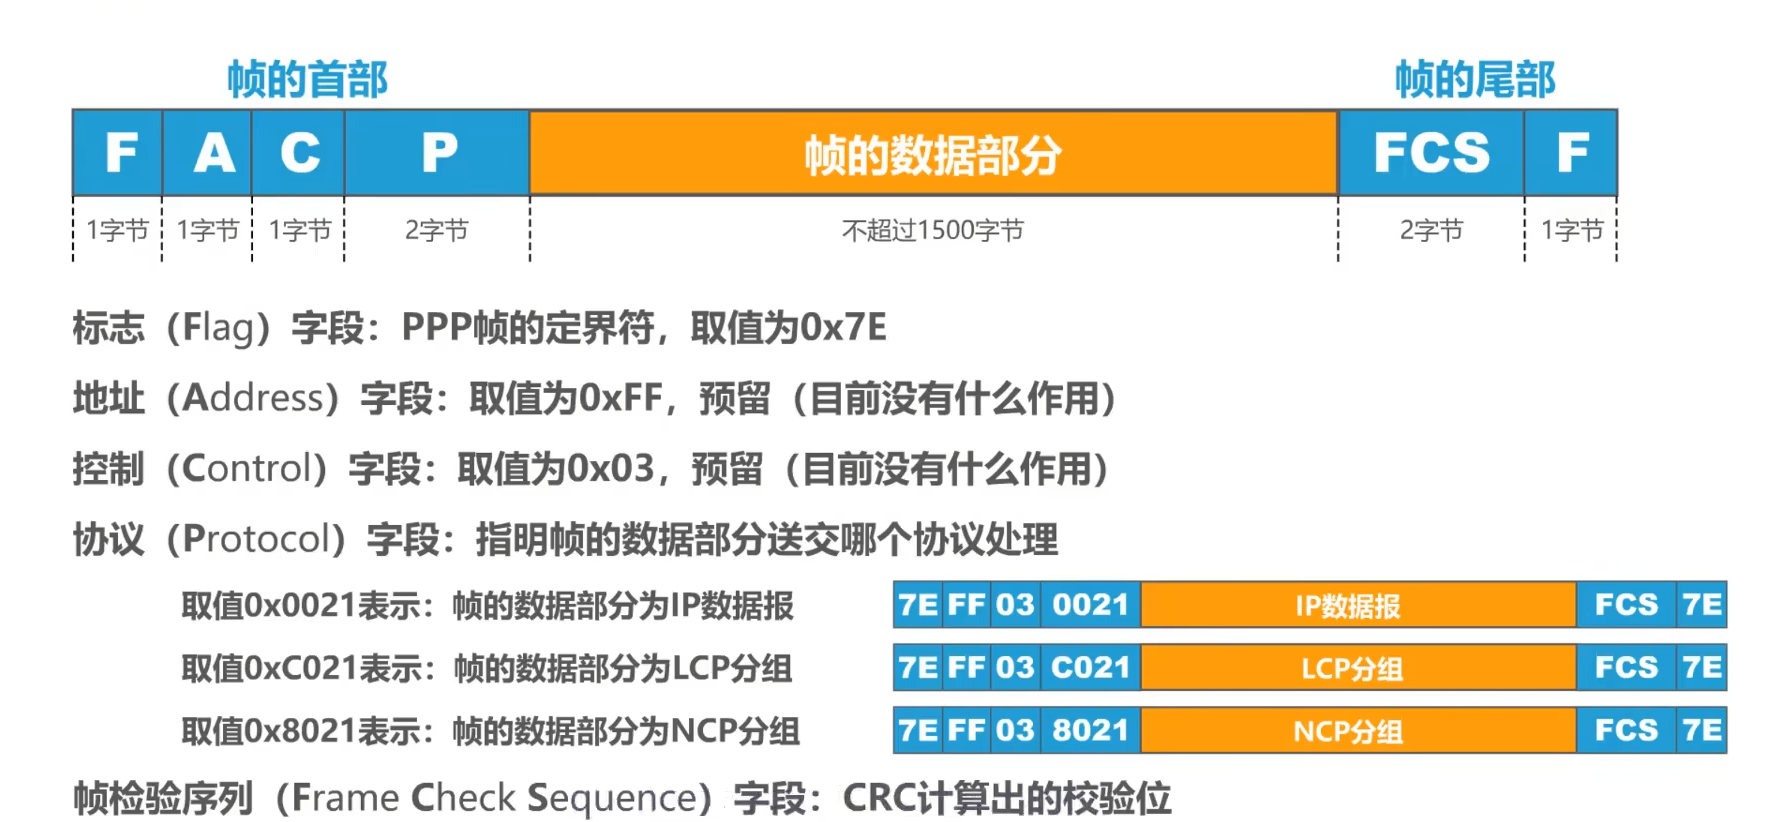 帧的首部 帧的尾部
F A C P 帧的数据部分 FCS F
1字节 1字节 1字节 2字节 不超过1500字节 2字节 1字节
标志（Flag）字段：PPP帧的定界符，取值为0x7E
地址（Address）字段：取值为0xFF，预留（目前没有什么作用）
控制（Control）字段：取值为0x03，预留（目前没有什么作用）
协议（Protocol）字段：指明帧的数据部分送交哪个协议处理
取值0x0021表示：帧的数据部分为IP数据报 7E FF 03 0021 IP数据报 FCS 7E
取值0xC021表示：帧的数据部分为LCP分组 7E FF 03 C021 LCP分组 FCS 7E
取值0x8021表示：帧的数据部分为NCP分组 7E FF 03 8021 NCP分组 FCS 7E
帧检验序列（Frame Check Sequence）字段：CRC计算出的校验位